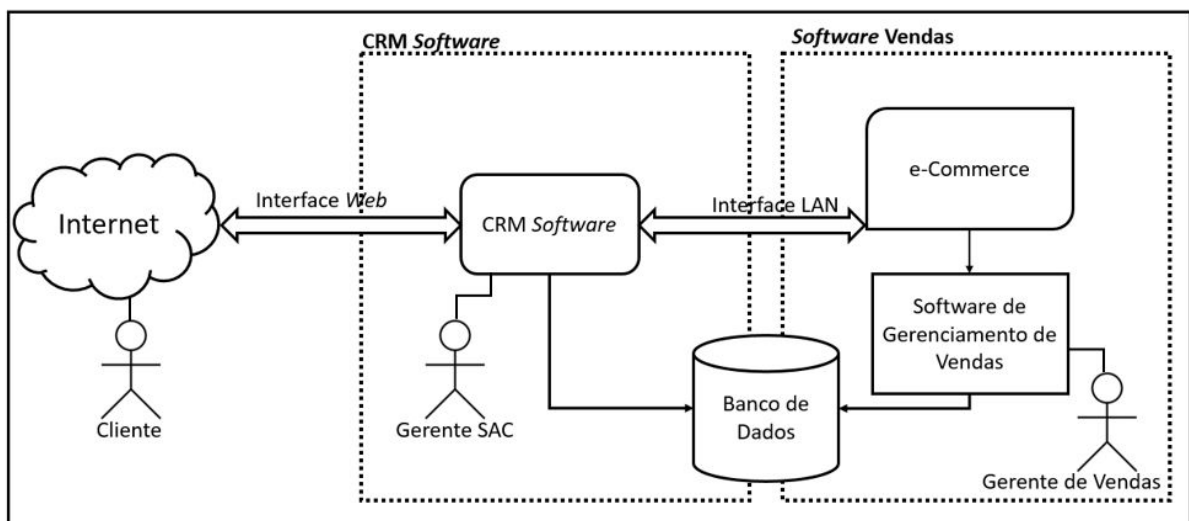 CRM Software
Software Vendas
Internet
Interface Web
CRM Software
Interface LAN
e-Commerce
Software de
Gerenciamento de
Vendas
Banco de
Dados
Cliente
Gerente SAC
Gerente de Vendas